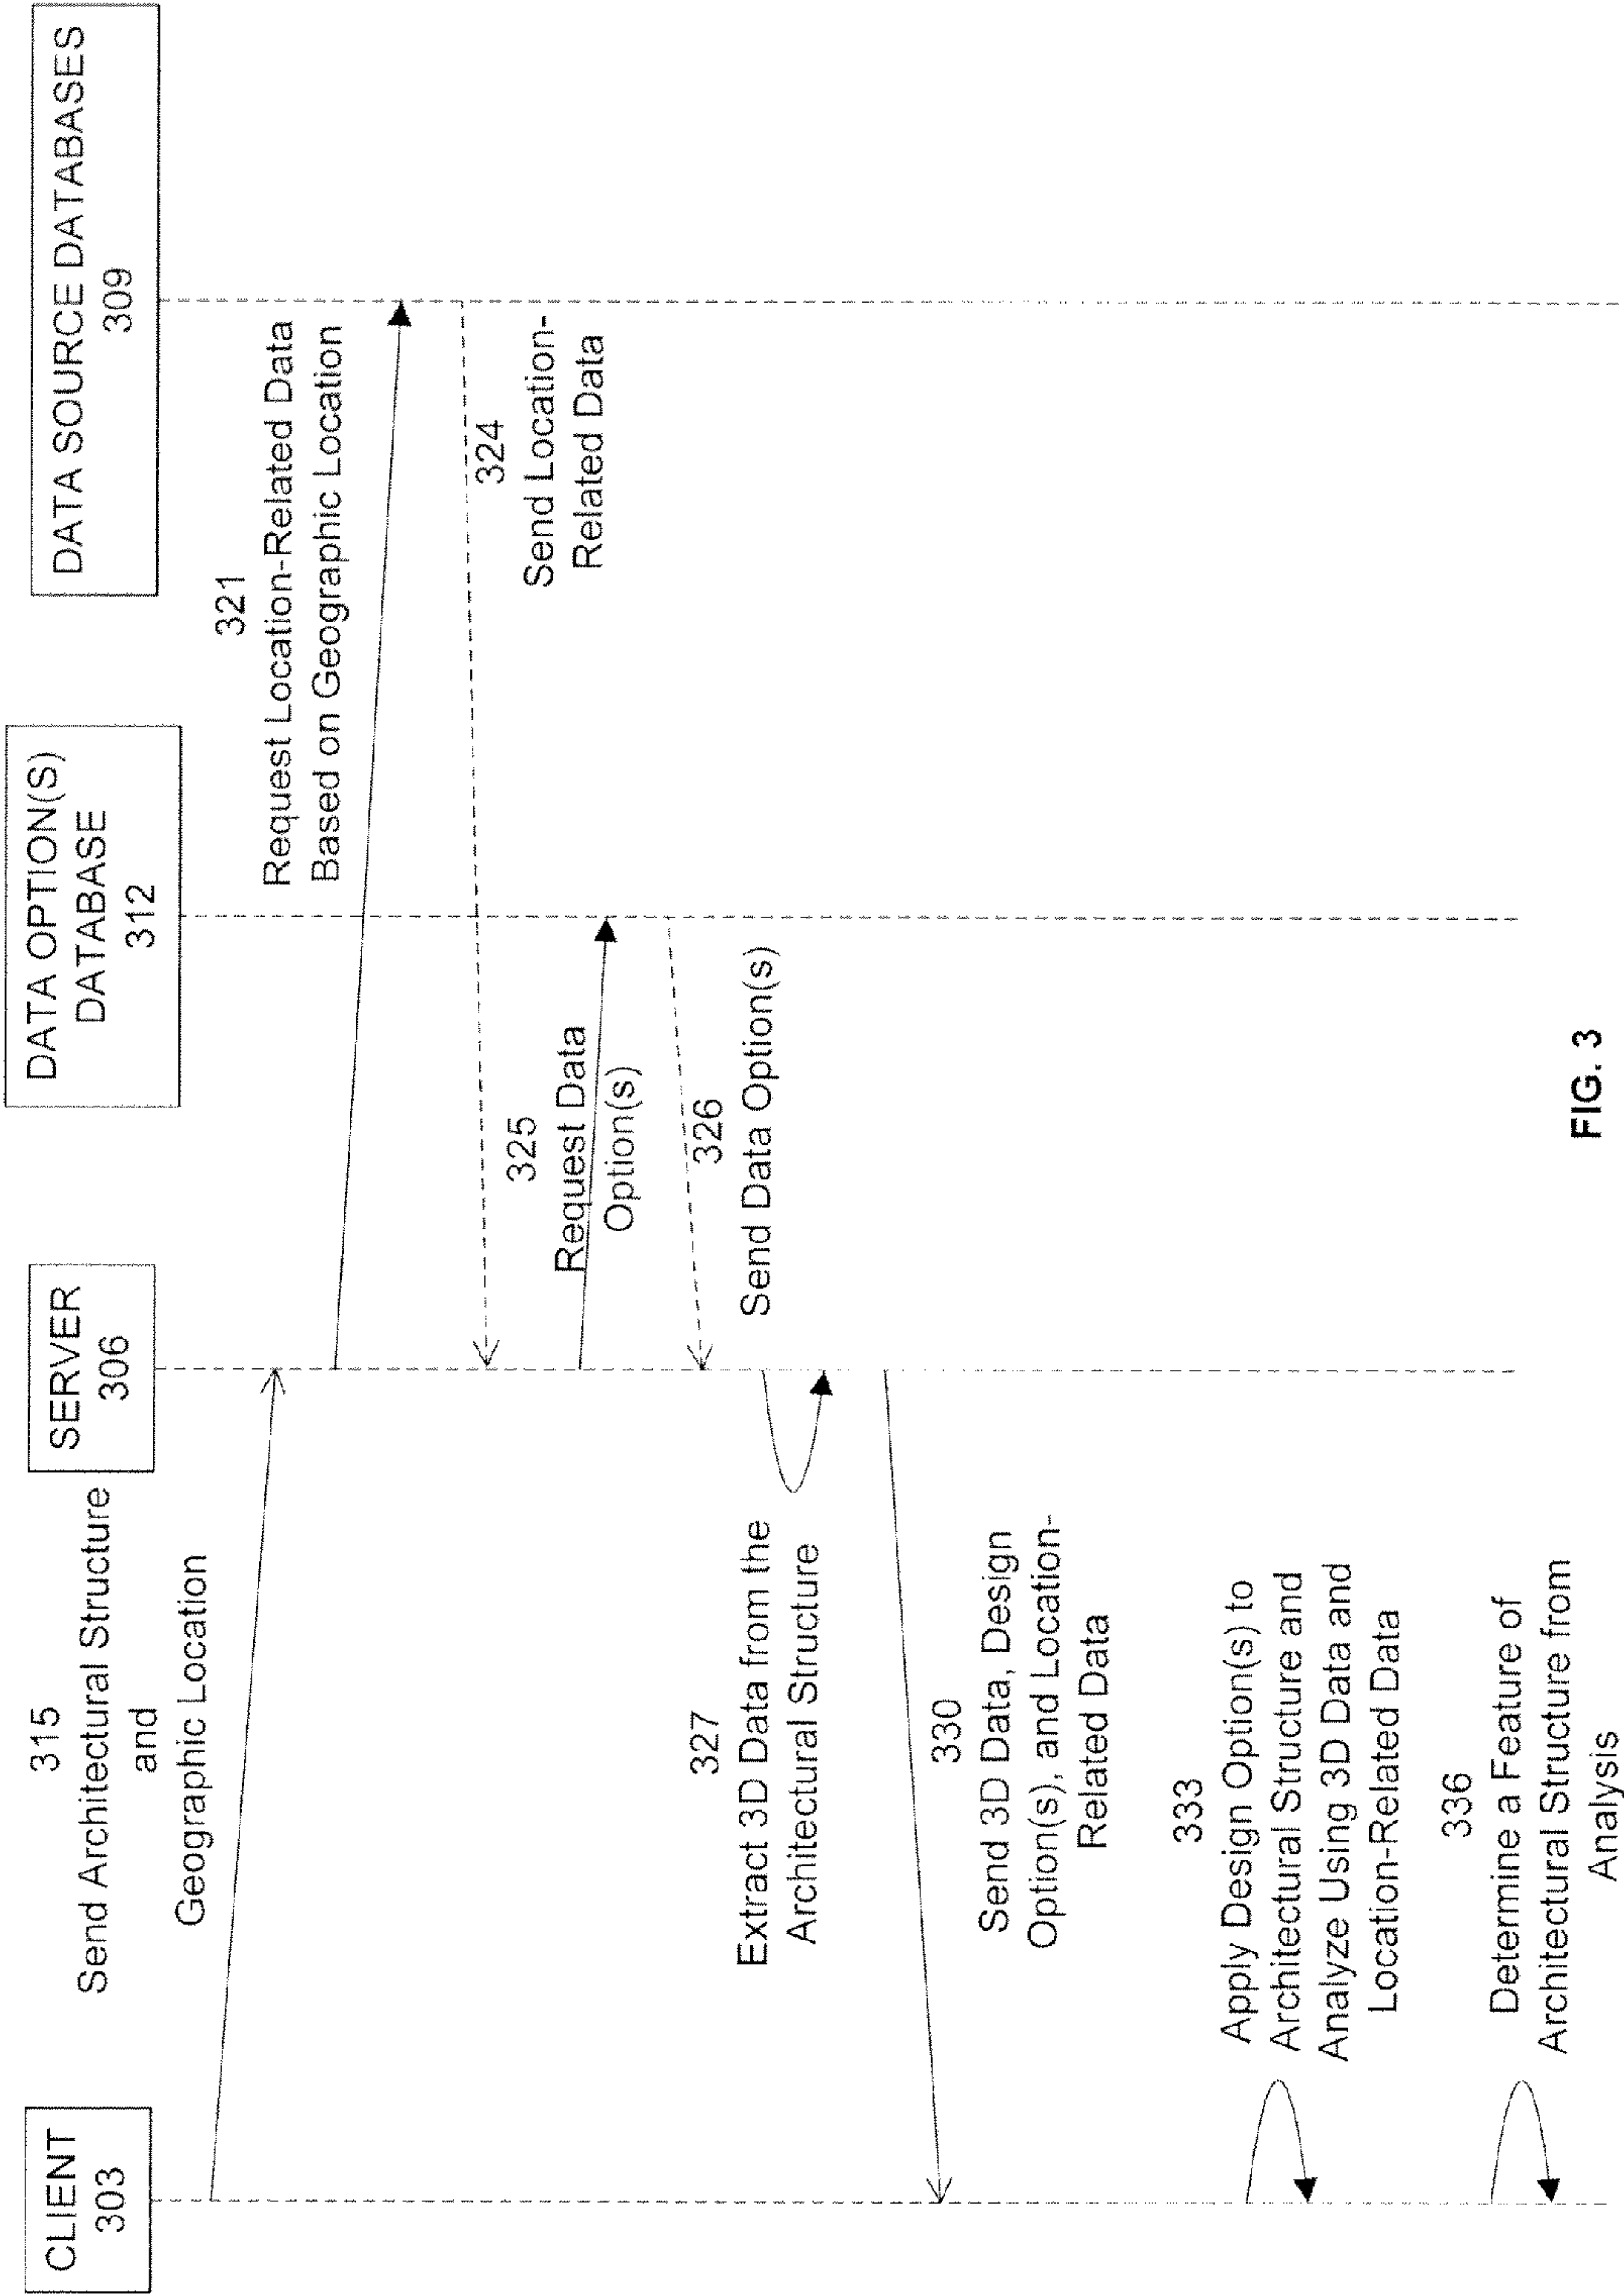 CLIENT
303
SERVER
306
DATA OPTION(S)
DATABASE
312
DATA SOURCE DATABASES
309
315
Send Architectural Structure
and
Geographic Location
321
Request Location-Related Data
Based on Geographic Location
324
Send Location-
Related Data
325
Request Data
Option(s)
326
Send Data Option(s)
327
Extract 3D Data from the
Architectural Structure
330
Send 3D Data, Design
Option(s), and Location-
Related Data
333
Apply Design Option(s) to
Architectural Structure and
Analyze Using 3D Data and
Location-Related Data
336
Determine a Feature of
Architectural Structure from
Analysis
FIG. 3